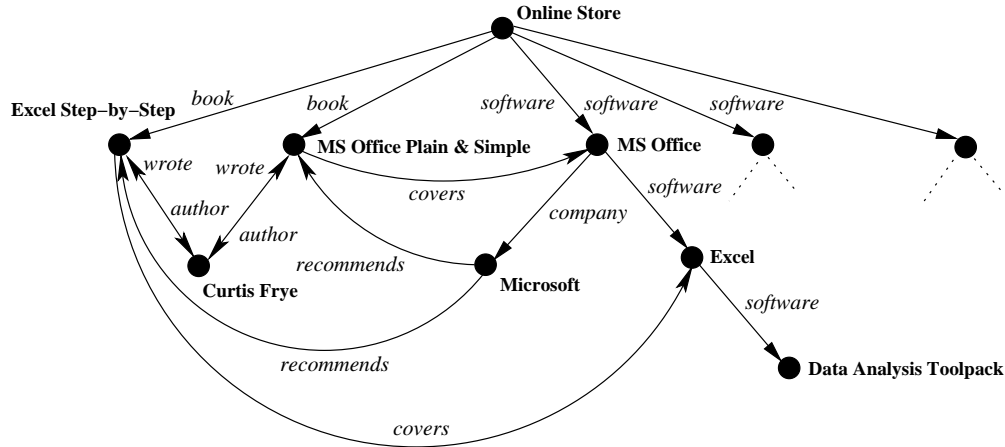 Online Store
book
book
software
software
software
Excel Step−by−Step
MS Office Plain & Simple
MS Office
wrote
wrote
covers
software
author
author
company
recommends
Excel
Curtis Frye
Microsoft
software
recommends
Data Analysis Toolpack
covers